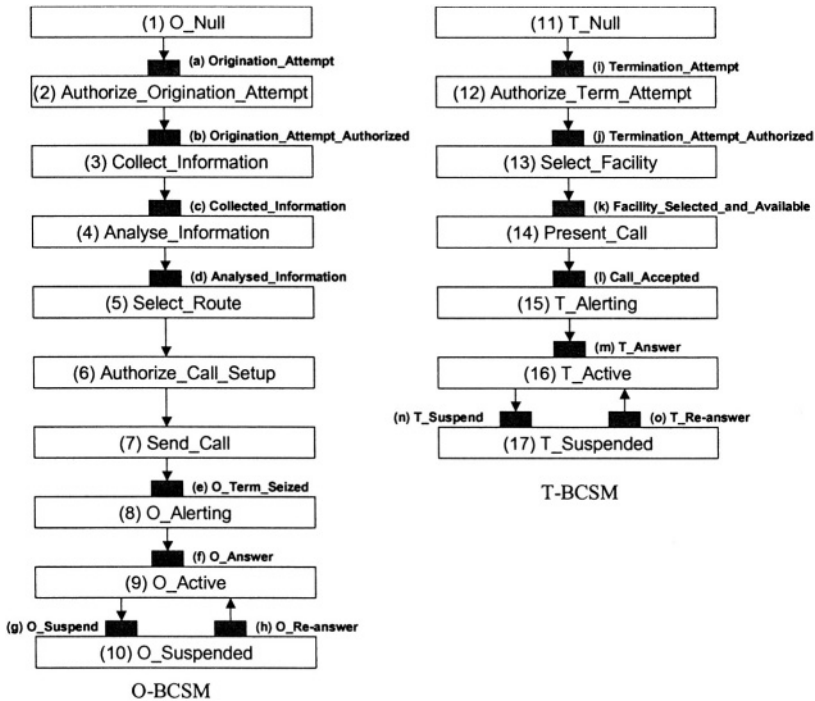 (1) O_Null
(a) Origination_Attempt
(2) Authorize_Origination_Attempt
(b) Origination_Attempt_Authorized
(3) Collect_Information
(c) Collected_Information
(4) Analyse_Information
(d) Analysed_Information
(5) Select_Route
(6) Authorize_Call_Setup
(7) Send_Call
(e) O_Term_Seized
(8) O_Alerting
(f) O_Answer
(9) O_Active
(g) O_Suspend
(h) O_Re-answer
(10) O_Suspended
O-BCSM
(11) T_Null
(i) Termination_Attempt
(12) Authorize_Term_Attempt
(j) Termination_Attempt_Authorized
(13) Select_Facility
(k) Facility_Selected_and_Available
(14) Present_Call
(l) Call_Accepted
(15) T_Alerting
(m) T_Answer
(16) T_Active
(n) T_Suspend
(o) T_Re-answer
(17) T_Suspended
T-BCSM